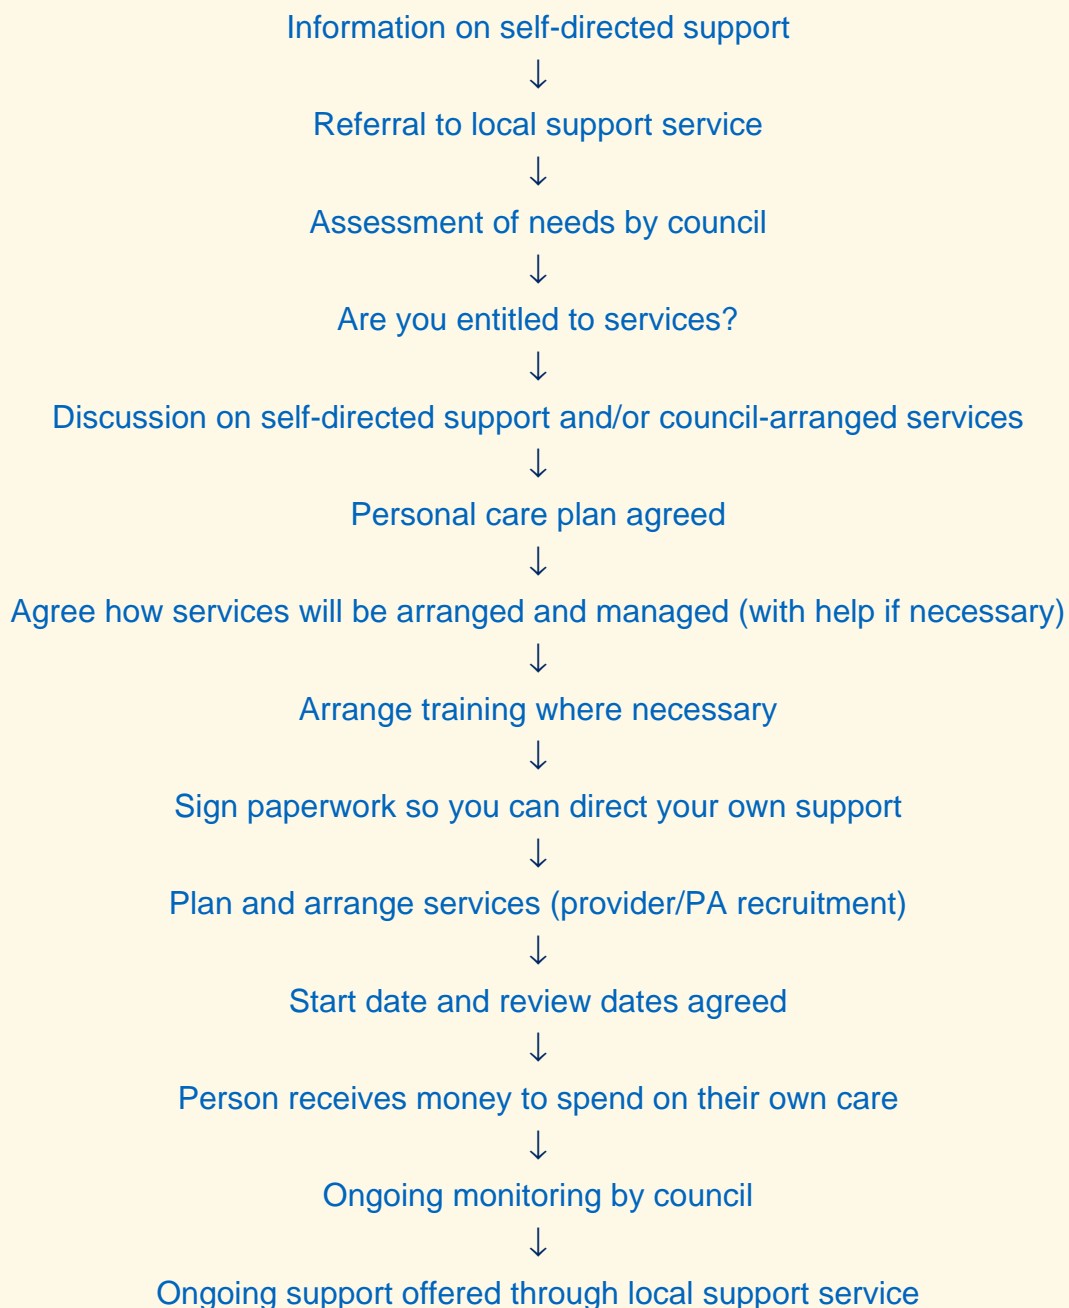 Information on self-directed support
↓
Referral to local support service
↓
Assessment of needs by council
↓
Are you entitled to services?
↓
Discussion on self-directed support and/or council-arranged services
↓
Personal care plan agreed
↓
Agree how services will be arranged and managed (with help if necessary)
↓
Arrange training where necessary
↓
Sign paperwork so you can direct your own support
↓
Plan and arrange services (provider/PA recruitment)
↓
Start date and review dates agreed
↓
Person receives money to spend on their own care
↓
Ongoing monitoring by council
↓
Ongoing support offered through local support service